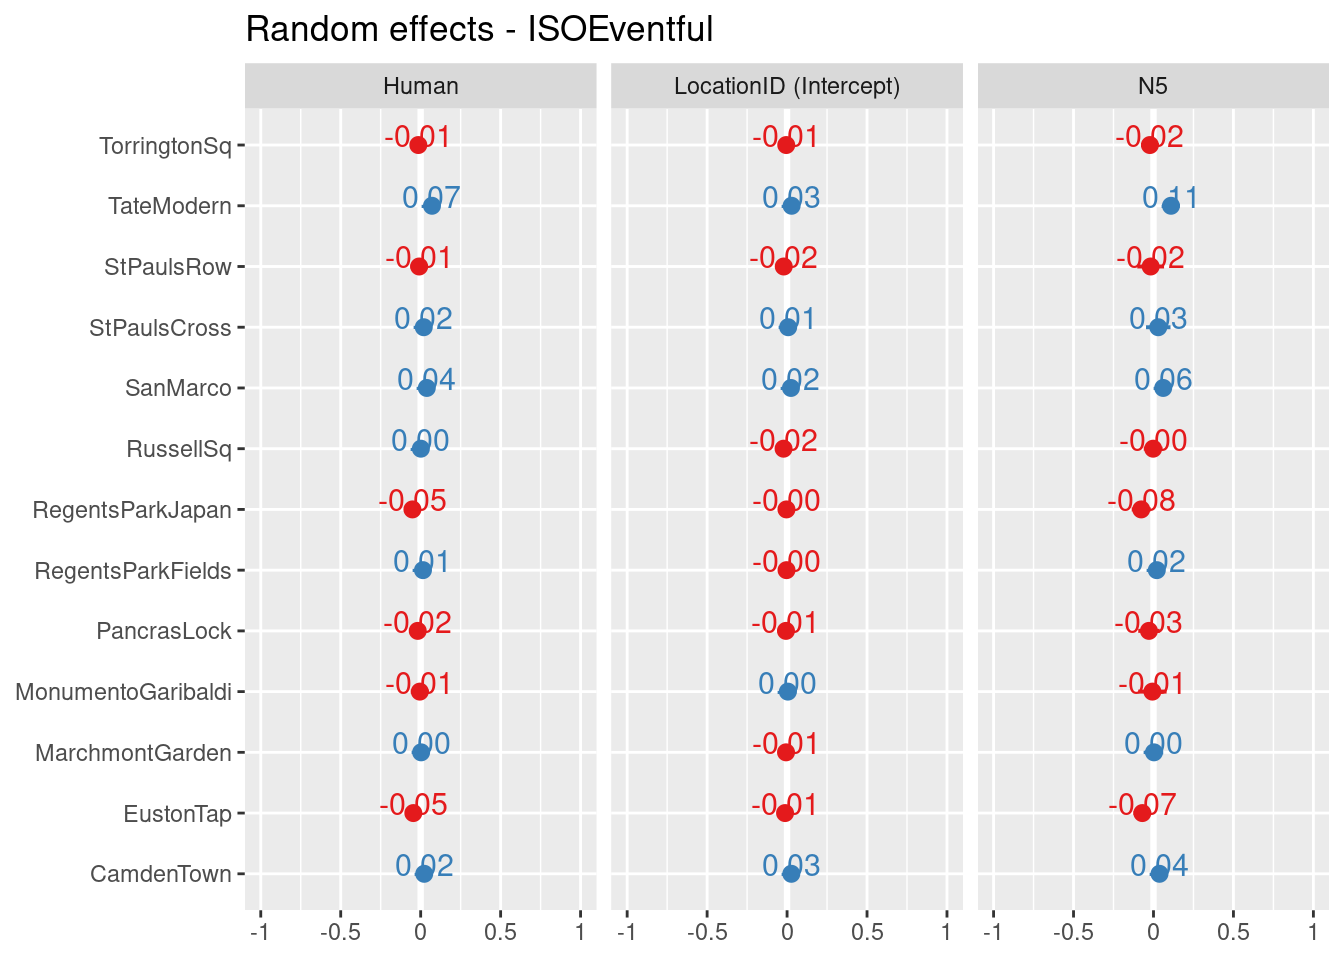 Random effects - ISOEventful
Human LocationID (Intercept) N5
TorringtonSq -0.01 -0.01 -0.02
TateModern 0.07 0.03 0.11
StPaulsRow -0.01 -0.02 -0.02
StPaulsCross 0.02 0.01 0.03
SanMarco 0.04 0.02 0.06
RussellSq 0.00 -0.02 -0.00
RegentsParkJapan -0.05 -0.00 -0.08
RegentsParkFields 0.01 -0.00 0.02
PancrasLock -0.02 -0.01 -0.03
MonumentoGaribaldi -0.01 0.00 -0.01
MarchmontGarden 0.00 -0.01 0.00
EustonTap -0.05 -0.01 -0.07
CamdenTown 0.02 0.03 0.04
-1 -0.5 0 0.5 1 -1 -0.5 0 0.5 1 -1 -0.5 0 0.5 1